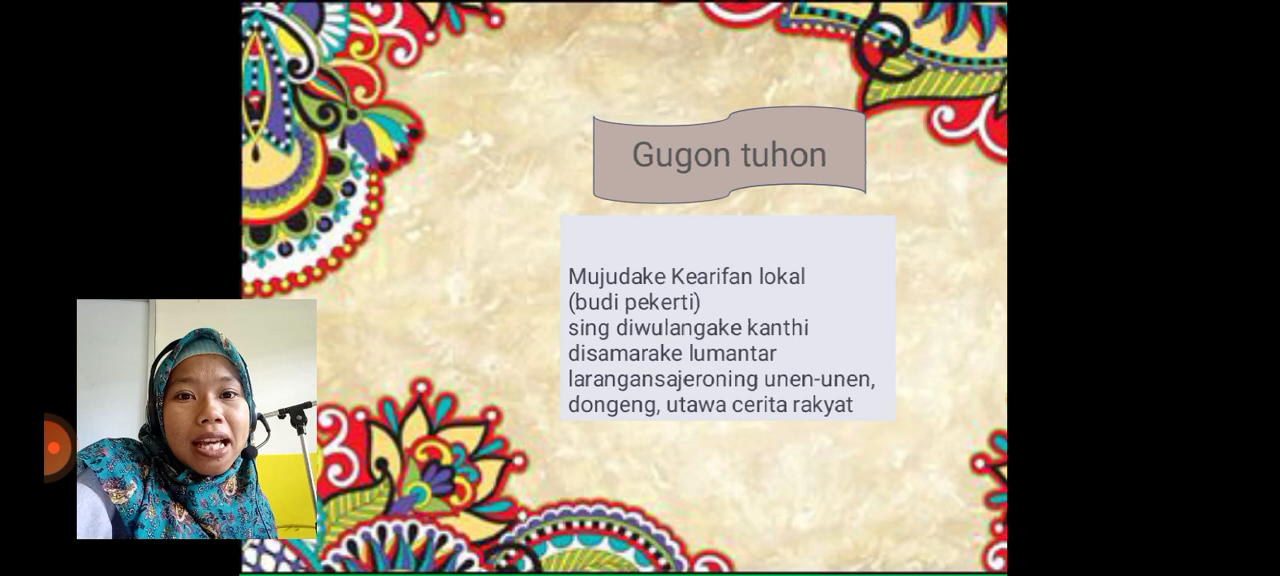 Gugon tuhon
Mujudake Kearifan lokal
(budi pekerti)
sing diwulangake kanthi
disamarake lumantar
larangansajeroning unen-unen,
dongeng, utawa cerita rakyat